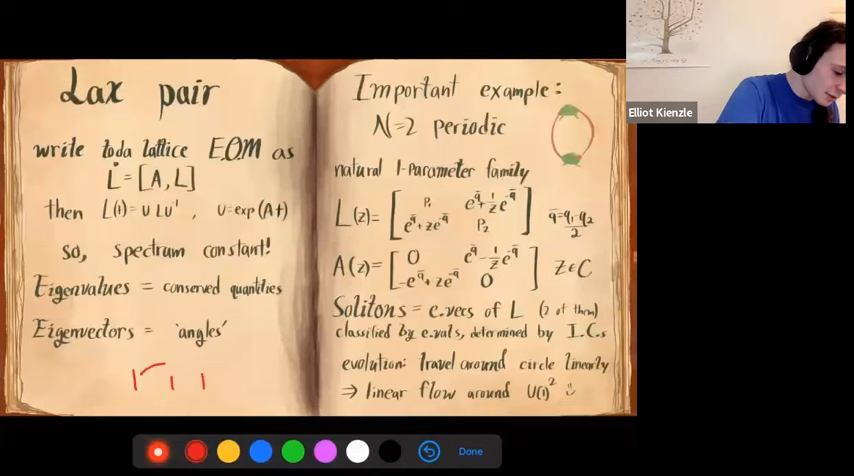 Lax pair
write toda lattice EOM as
L̇ = [A, L]
then L(t) = U L U⁻¹ , U = exp(At)
so, spectrum constant!
Eigenvalues = conserved quantities
Eigenvectors = 'angles'
Important example:
N=2 periodic
natural 1-parameter family
L(z) = [ P₁ e^q̄ + 1/z e^-q̄
e^q̄ + z e^-q̄ P₂ ] q̄ = q₁-q₂/2
A(z) = [ 0 e^q̄ - 1/z e^-q̄
-e^q̄ + z e^-q̄ 0 ] z ∈ C
Solitons = e.vecs of L (2 of them)
classified by e.vals, determined by I.C.s
evolution: travel around circle linearly
⇒ linear flow around U(1)² :)
Elliot Kienzle
Done